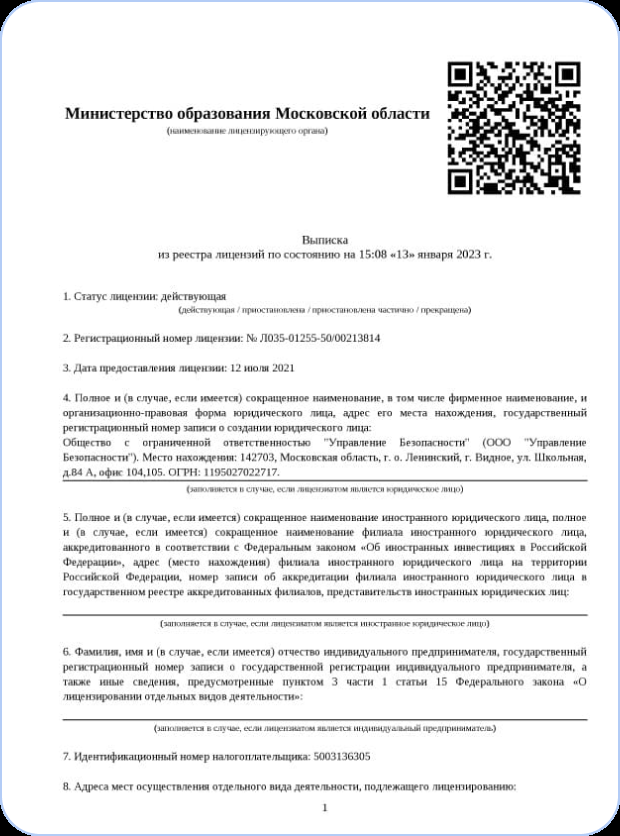 Министерство образования Московской области
(наименование лицензирующего органа)
Выписка
из реестра лицензий по состоянию на 15:08 «13» января 2023 г.
1. Статус лицензии: действующая
(действующая / приостановлена / приостановлена частично / прекращена)
2. Регистрационный номер лицензии: № Л035-01255-50/00213814
3. Дата предоставления лицензии: 12 июля 2021
4. Полное и (в случае, если имеется) сокращенное наименование, в том числе фирменное наименование, и
организационно-правовая форма юридического лица, адрес его места нахождения, государственный
регистрационный номер записи о создании юридического лица:
Общество с ограниченной ответственностью "Управление Безопасности" (ООО "Управление
Безопасности"). Место нахождения: 142703, Московская область, г. о. Ленинский, г. Видное, ул. Школьная,
д.84 А, офис 104,105. ОГРН: 1195027022717.
(заполняется в случае, если лицензиатом является юридическое лицо)
5. Полное и (в случае, если имеется) сокращенное наименование иностранного юридического лица, полное
и (в случае, если имеется) сокращенное наименование филиала иностранного юридического лица,
аккредитованного в соответствии с Федеральным законом «Об иностранных инвестициях в Российской
Федерации», адрес (место нахождения) филиала иностранного юридического лица на территории
Российской Федерации, номер записи об аккредитации филиала иностранного юридического лица в
государственном реестре аккредитованных филиалов, представительств иностранных юридических лиц:
(заполняется в случае, если лицензиатом является иностранное юридическое лицо)
6. Фамилия, имя и (в случае, если имеется) отчество индивидуального предпринимателя, государственный
регистрационный номер записи о государственной регистрации индивидуального предпринимателя, а
также иные сведения, предусмотренные пунктом 3 части 1 статьи 15 Федерального закона «О
лицензировании отдельных видов деятельности»:
(заполняется в случае, если лицензиатом является индивидуальный предприниматель)
7. Идентификационный номер налогоплательщика: 5003136305
8. Адреса мест осуществления отдельного вида деятельности, подлежащего лицензированию:
1